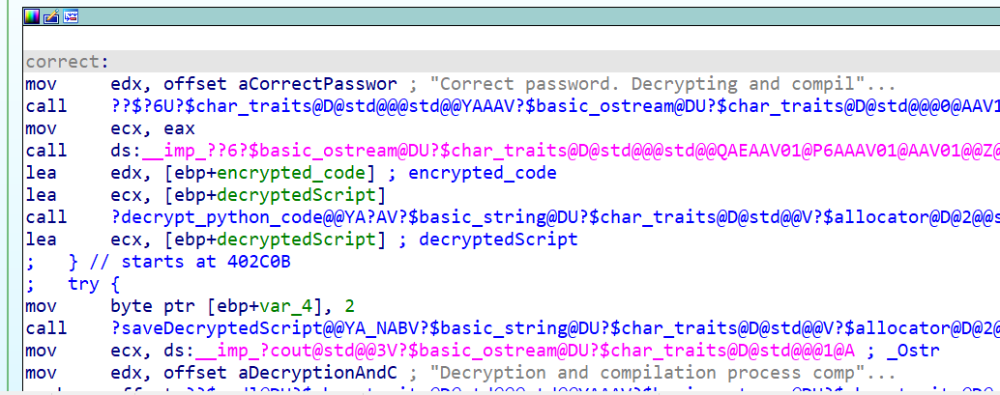 correct:
mov     edx, offset aCorrectPasswor ; "Correct password. Decrypting and compil"...
call    ??$?6U?$char_traits@D@std@@@std@@YAAAV?$basic_ostream@DU?$char_traits@D@std@@@0@AAV1
mov     ecx, eax
call    ds:__imp_??6?$basic_ostream@DU?$char_traits@D@std@@@std@@QAEAAV01@P6AAAV01@AAV01@@Z@
lea     edx, [ebp+encrypted_code] ; encrypted_code
lea     ecx, [ebp+decryptedScript]
call    ?decrypt_python_code@@YA?AV?$basic_string@DU?$char_traits@D@std@@V?$allocator@D@2@@s
lea     ecx, [ebp+decryptedScript] ; decryptedScript
;   } // starts at 402C0B
;   try {
mov     byte ptr [ebp+var_4], 2
call    ?saveDecryptedScript@@YA_NABV?$basic_string@DU?$char_traits@D@std@@V?$allocator@D@2@
mov     ecx, ds:__imp_?cout@std@@3V?$basic_ostream@DU?$char_traits@D@std@@@1@A ; _Ostr
mov     edx, offset aDecryptionAndC ; "Decryption and compilation process comp"...